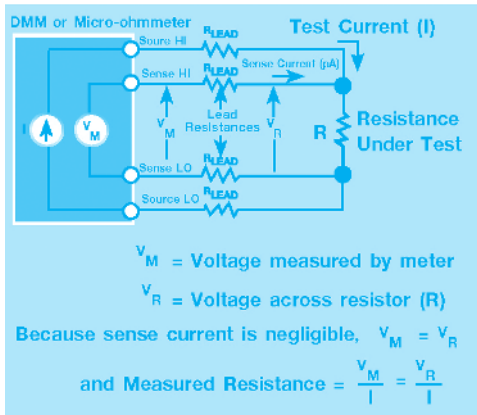 DMM or Micro-ohmmeter
Test Current (I)
Soure HI
RLEAD
Sense HI
RLEAD
Sense Current (pA)
I
VM
VM
Lead
Resistances
VR
R
Resistance
Under Test
Sense LO
RLEAD
Source LO
RLEAD
VM = Voltage measured by meter
VR = Voltage across resistor (R)
Because sense current is negligible, VM = VR
and Measured Resistance = VM/I = VR/I